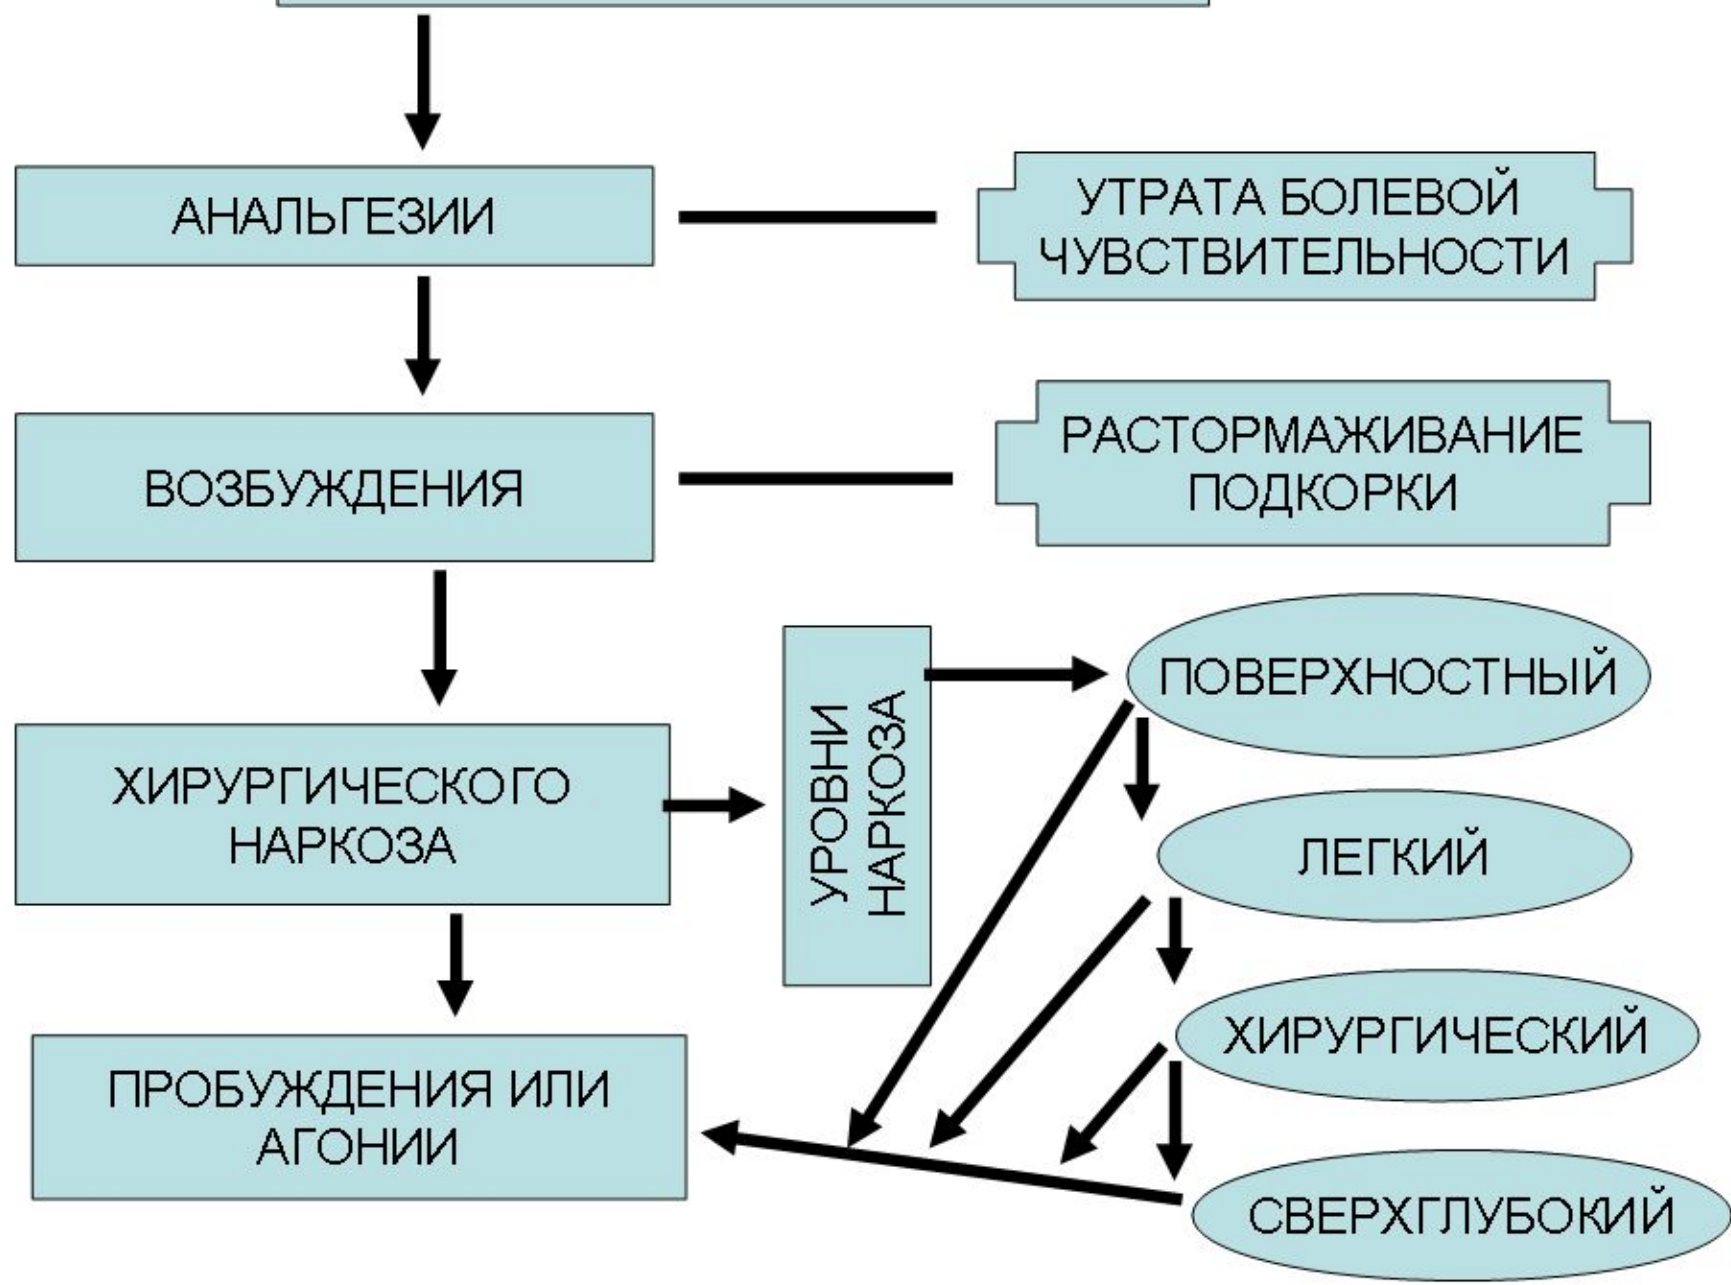 АНАЛЬГЕЗИИ
УТРАТА БОЛЕВОЙ
ЧУВСТВИТЕЛЬНОСТИ
ВОЗБУЖДЕНИЯ
РАСТОРМАЖИВАНИЕ
ПОДКОРКИ
ХИРУРГИЧЕСКОГО
НАРКОЗА
УРОВНИ
НАРКОЗА
ПОВЕРХНОСТНЫЙ
ЛЕГКИЙ
ХИРУРГИЧЕСКИЙ
СВЕРХГЛУБОКИЙ
ПРОБУЖДЕНИЯ ИЛИ
АГОНИИ